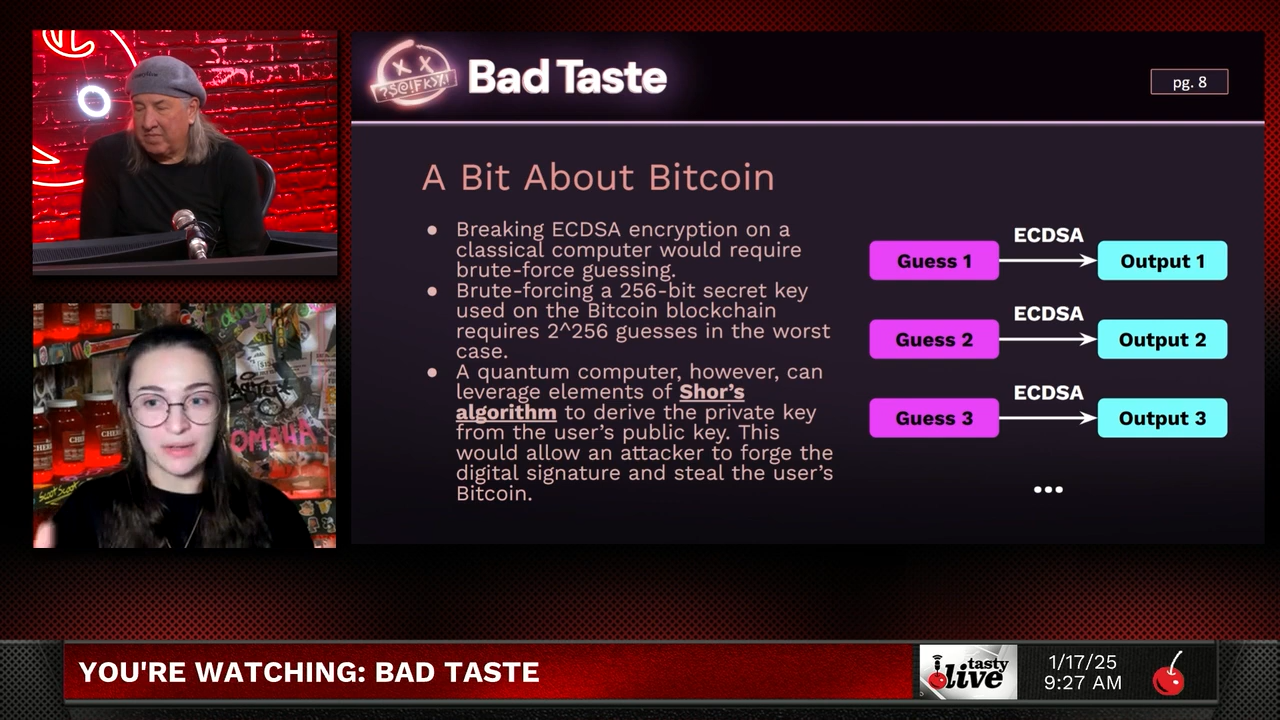 ?$@!FK>%!
Bad Taste
pg. 8
A Bit About Bitcoin
● Breaking ECDSA encryption on a
classical computer would require
brute-force guessing.
● Brute-forcing a 256-bit secret key
used on the Bitcoin blockchain
requires 2^256 guesses in the worst
case.
● A quantum computer, however, can
leverage elements of Shor's
algorithm to derive the private key
from the user's public key. This
would allow an attacker to forge the
digital signature and steal the user's
Bitcoin.
ECDSA
Guess 1
Output 1
ECDSA
Guess 2
Output 2
ECDSA
Guess 3
Output 3
...
OMAHA
YOU'RE WATCHING: BAD TASTE
tasty
live
1/17/25
9:27 AM